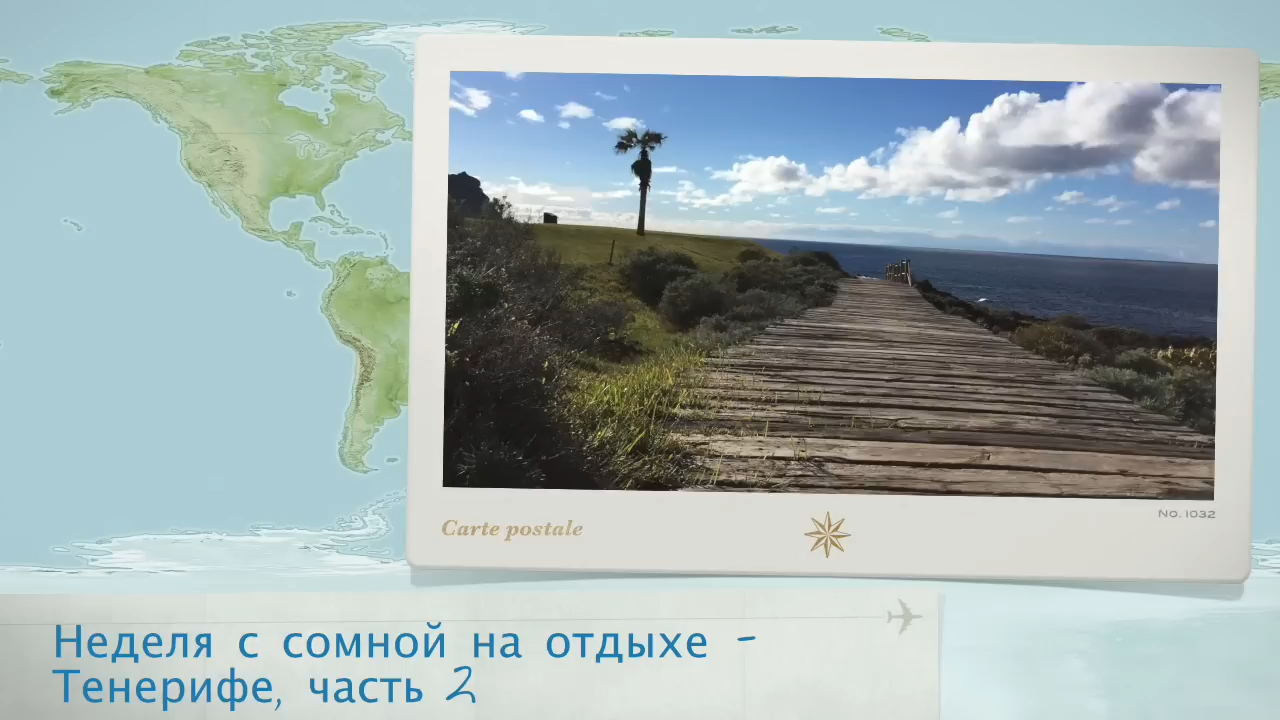 Carte postale
No. 1032
Неделя с сомной на отдыхе -
Тенерифе, часть 2